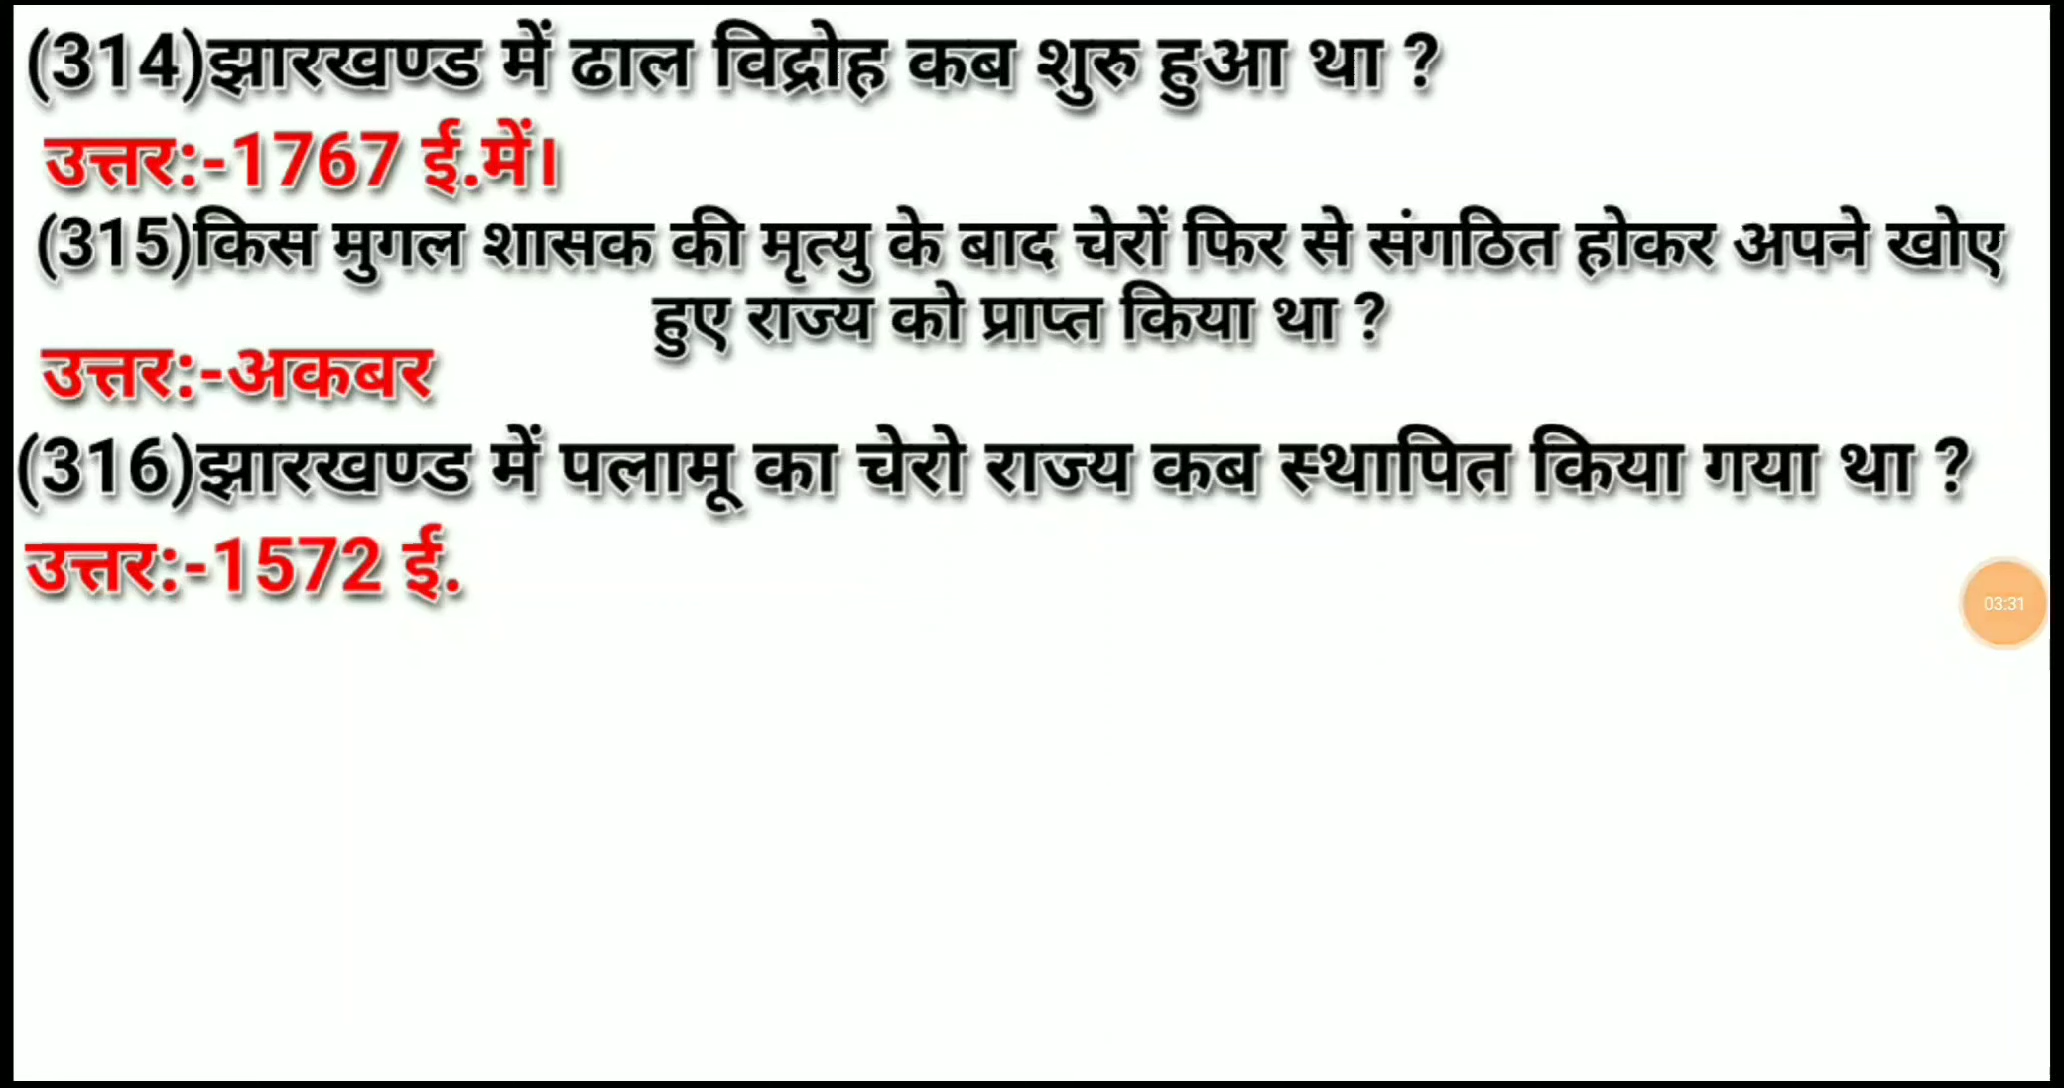 (314)झारखण्ड में ढाल विद्रोह कब शुरु हुआ था ?
उत्तर:-1767 ई.में।
(315)किस मुगल शासक की मृत्यु के बाद चेरों फिर से संगठित होकर अपने खोए
हुए राज्य को प्राप्त किया था ?
उत्तर:-अकबर
(316)झारखण्ड में पलामू का चेरो राज्य कब स्थापित किया गया था ?
उत्तर:-1572 ई.
03:31